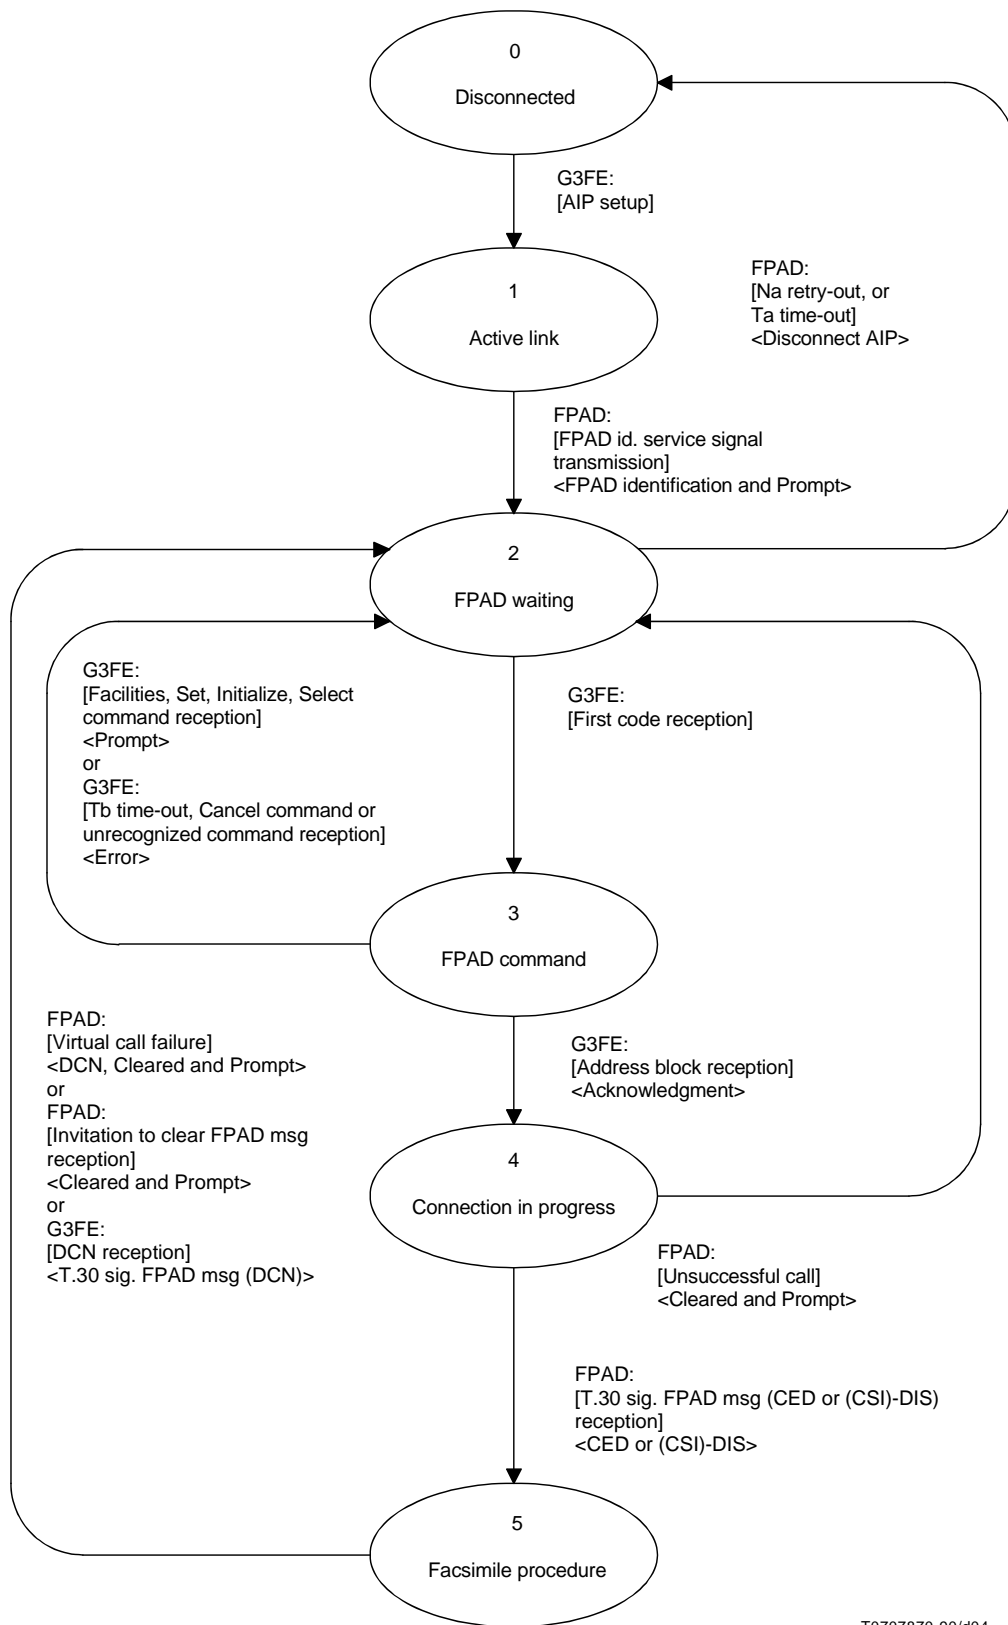 0
Disconnected
G3FE:
[AIP setup]
1
Active link
FPAD:
[Na retry-out, or
Ta time-out]
<Disconnect AIP>
FPAD:
[FPAD id. service signal
transmission]
<FPAD identification and Prompt>
2
FPAD waiting
G3FE:
[Facilities, Set, Initialize, Select
command reception]
<Prompt>
or
G3FE:
[Tb time-out, Cancel command or
unrecognized command reception]
<Error>
G3FE:
[First code reception]
3
FPAD command
FPAD:
[Virtual call failure]
<DCN, Cleared and Prompt>
or
FPAD:
[Invitation to clear FPAD msg
reception]
<Cleared and Prompt>
or
G3FE:
[DCN reception]
<T.30 sig. FPAD msg (DCN)>
G3FE:
[Address block reception]
<Acknowledgment>
4
Connection in progress
FPAD:
[Unsuccessful call]
<Cleared and Prompt>
FPAD:
[T.30 sig. FPAD msg (CED or (CSI)-DIS)
reception]
<CED or (CSI)-DIS>
5
Facsimile procedure